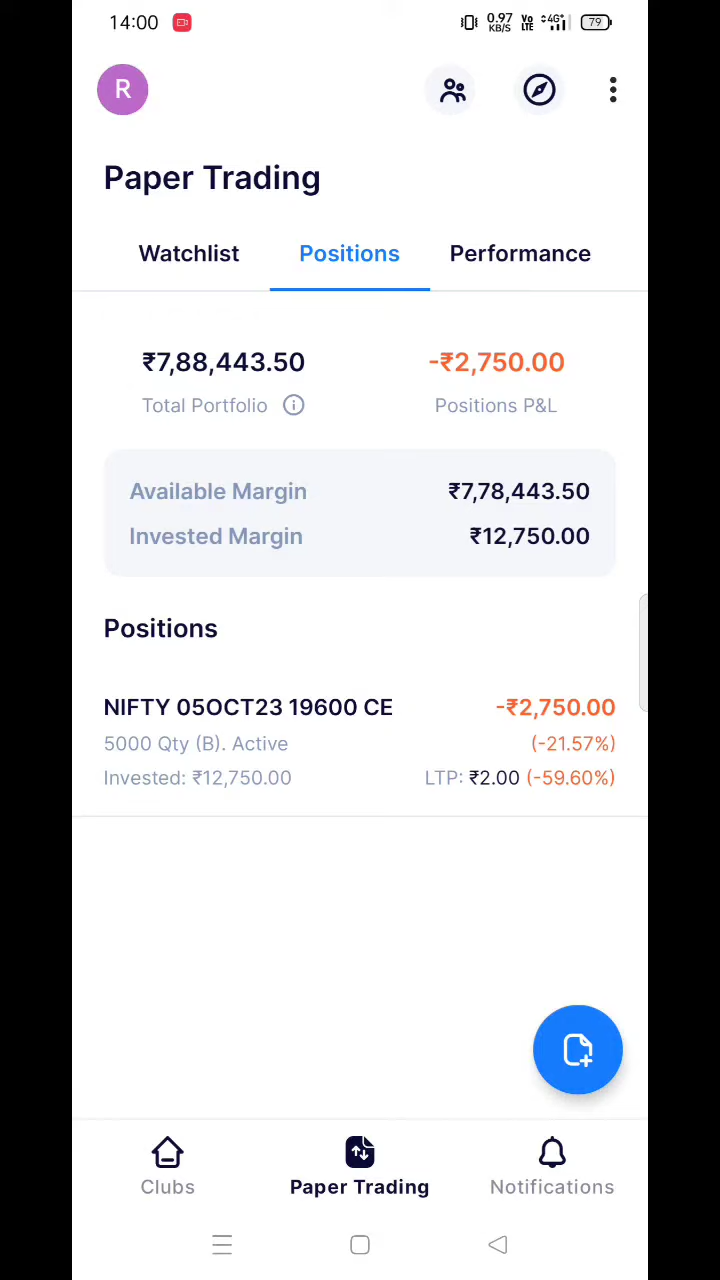 14:00 0.97 KB/S Vo LTE 4G+ 79
R
Paper Trading
Watchlist Positions Performance
₹7,88,443.50 -₹2,750.00
Total Portfolio Positions P&L
Available Margin ₹7,78,443.50
Invested Margin ₹12,750.00
Positions
NIFTY 05OCT23 19600 CE -₹2,750.00
5000 Qty (B). Active (-21.57%)
Invested: ₹12,750.00 LTP: ₹2.00 (-59.60%)
Clubs Paper Trading Notifications